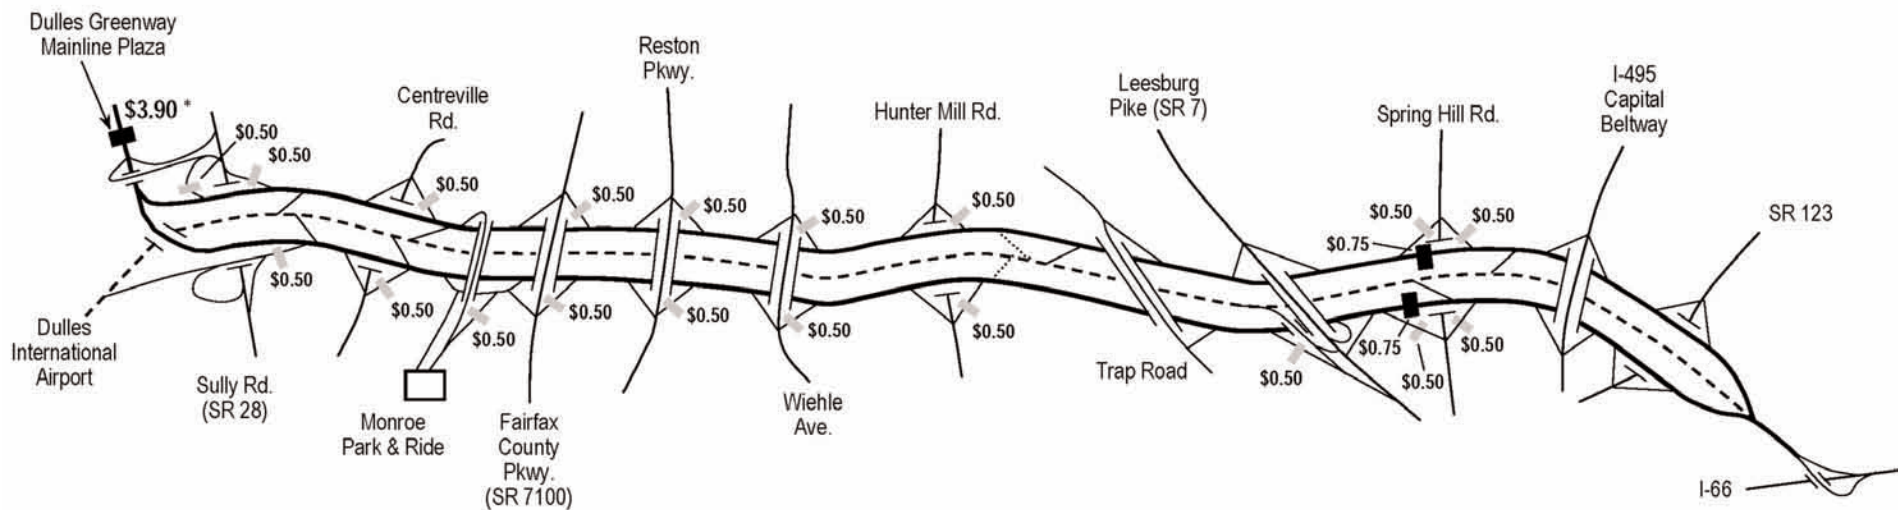 Dulles Greenway
Mainline Plaza
$3.90 *
$0.50
$0.50
Centreville
Rd.
$0.50
$0.50
Reston
Pkwy.
$0.50
$0.50
Hunter Mill Rd.
$0.50
Leesburg
Pike (SR 7)
Spring Hill Rd.
$0.50
$0.50
$0.75
I-495
Capital
Beltway
SR 123
Dulles
International
Airport
$0.50
Sully Rd.
(SR 28)
$0.50
$0.50
Monroe
Park & Ride
$0.50
Fairfax
County
Pkwy.
(SR 7100)
$0.50
$0.50
Wiehle
Ave.
$0.50
Trap Road
$0.50
$0.75
$0.50
$0.50
I-66